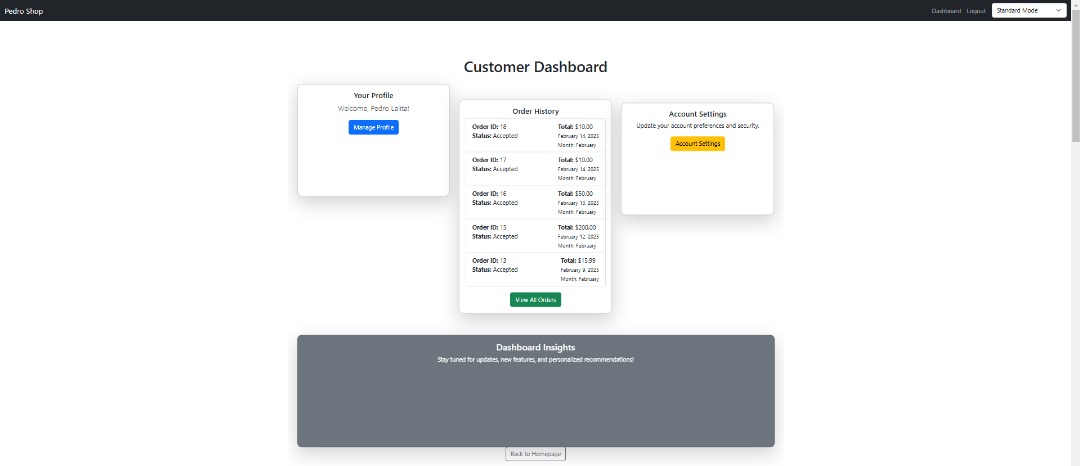 Pedro Shop
Dashboard Logout Standard Mode
Customer Dashboard
Your Profile
Welcome, Pedro Lalita!
Manage Profile
Order History
Order ID: 18 Total: $10.00
Status: Accepted February 14, 2025
Month: February
Order ID: 17 Total: $10.00
Status: Accepted February 14, 2025
Month: February
Order ID: 16 Total: $50.00
Status: Accepted February 13, 2025
Month: February
Order ID: 15 Total: $200.00
Status: Accepted February 12, 2025
Month: February
Order ID: 13 Total: $15.99
Status: Accepted February 9, 2025
Month: February
View All Orders
Account Settings
Update your account preferences and security.
Account Settings
Dashboard Insights
Stay tuned for updates, new features, and personalized recommendations!
Back to Homepage